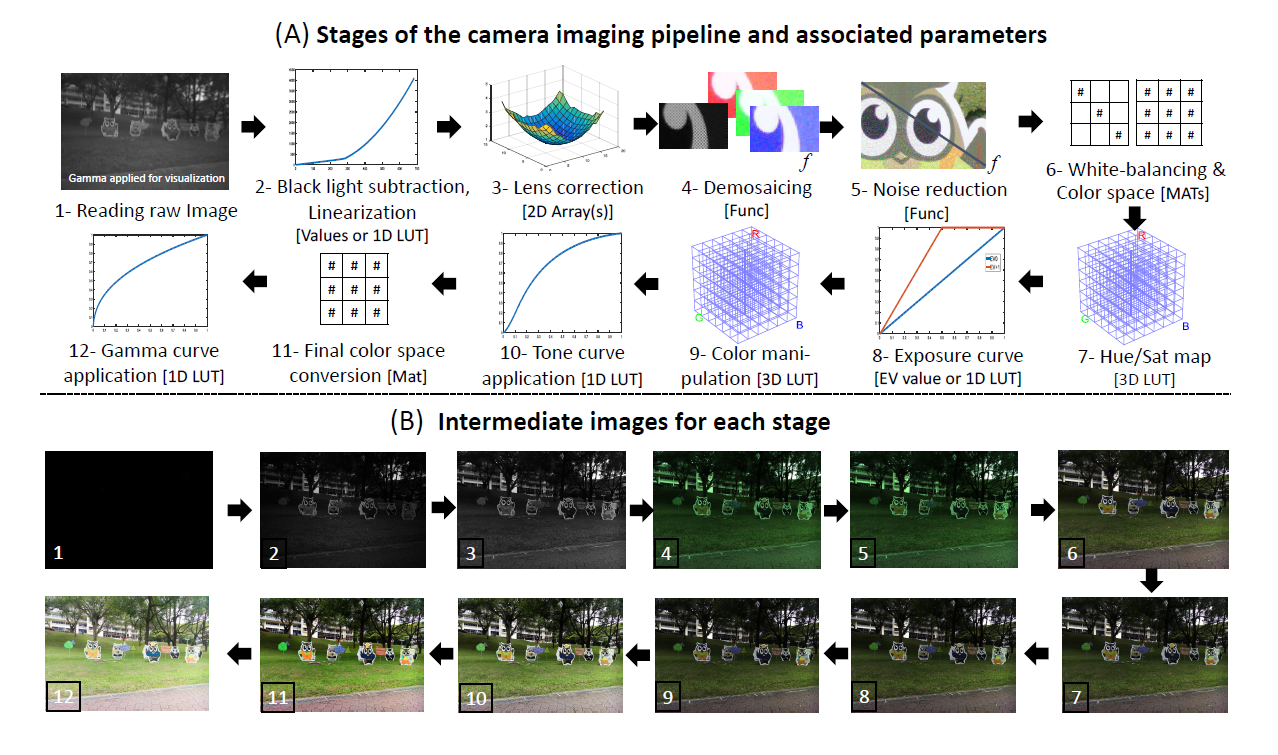 (A) Stages of the camera imaging pipeline and associated parameters
Gamma applied for visualization
1- Reading raw Image
2- Black light subtraction,
Linearization
[Values or 1D LUT]
3- Lens correction
[2D Array(s)]
f
4- Demosaicing
[Func]
f
5- Noise reduction
[Func]
#
# # #
#
# # #
#
# # #
6- White-balancing &
Color space [MATs]
R
G
B
7- Hue/Sat map
[3D LUT]
EV0
EV+1
8- Exposure curve
[EV value or 1D LUT]
R
G
B
9- Color mani-
pulation [3D LUT]
10- Tone curve
application [1D LUT]
# # #
# # #
# # #
11- Final color space
conversion [Mat]
12- Gamma curve
application [1D LUT]
(B) Intermediate images for each stage
1
2
3
4
5
6
7
8
9
10
11
12